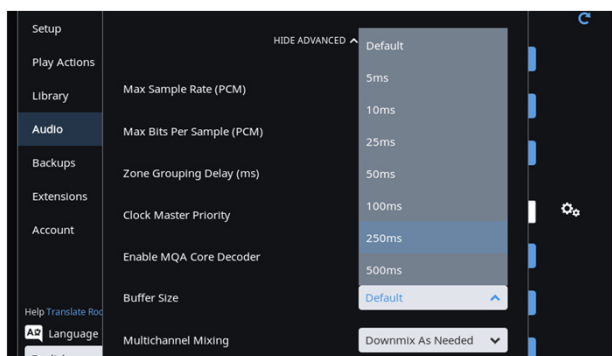 Setup
Play Actions
Library
Audio
Backups
Extensions
Account
Help Translate Roo
Language
HIDE ADVANCED
Max Sample Rate (PCM)
Max Bits Per Sample (PCM)
Zone Grouping Delay (ms)
Clock Master Priority
Enable MQA Core Decoder
Buffer Size
Multichannel Mixing
Default
5ms
10ms
25ms
50ms
100ms
250ms
500ms
Default
Downmix As Needed